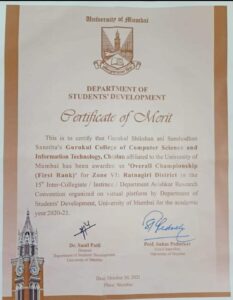 University of Mumbai
DEPARTMENT OF
STUDENTS' DEVELOPMENT
Certificate of Merit
This is to certify that Gurukul Shikshan ani Samshodhan
Sanstha's Gurukul College of Computer Science and
Information Technology, Chiplun affiliated to the University of
Mumbai has been awarded as "Overall Championship
(First Rank)" for Zone VI: Ratnagiri District in the
15th Inter-Collegiate / Institute / Department Avishkar Research
Convention organized on virtual platform by Department of
Students' Development, University of Mumbai for the academic
year 2020-21.
Dr. Sunil Patil
Director
Department of Students' Development
University of Mumbai
Prof. Suhas Pednekar
Vice Chancellor
University of Mumbai
Date: October 20, 2021
Place: Mumbai